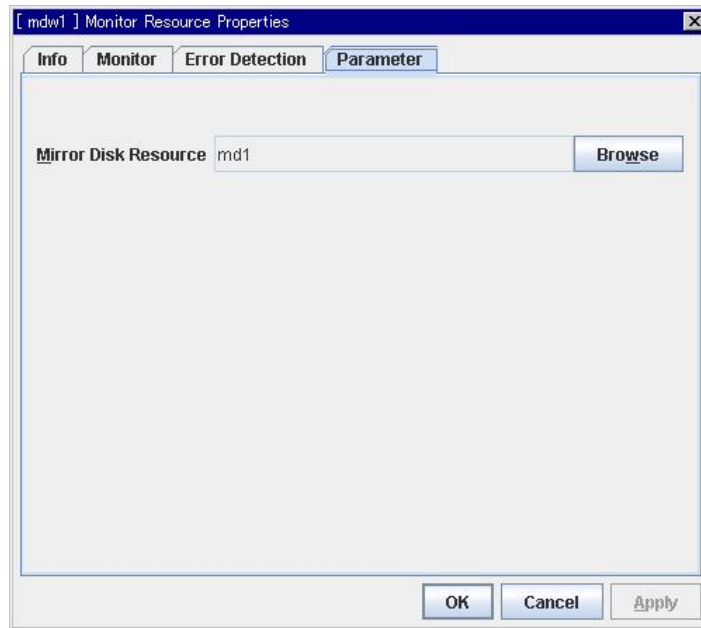 [ mdw1 ] Monitor Resource Properties
Info Monitor Error Detection Parameter
Mirror Disk Resource md1 Browse
OK Cancel Apply